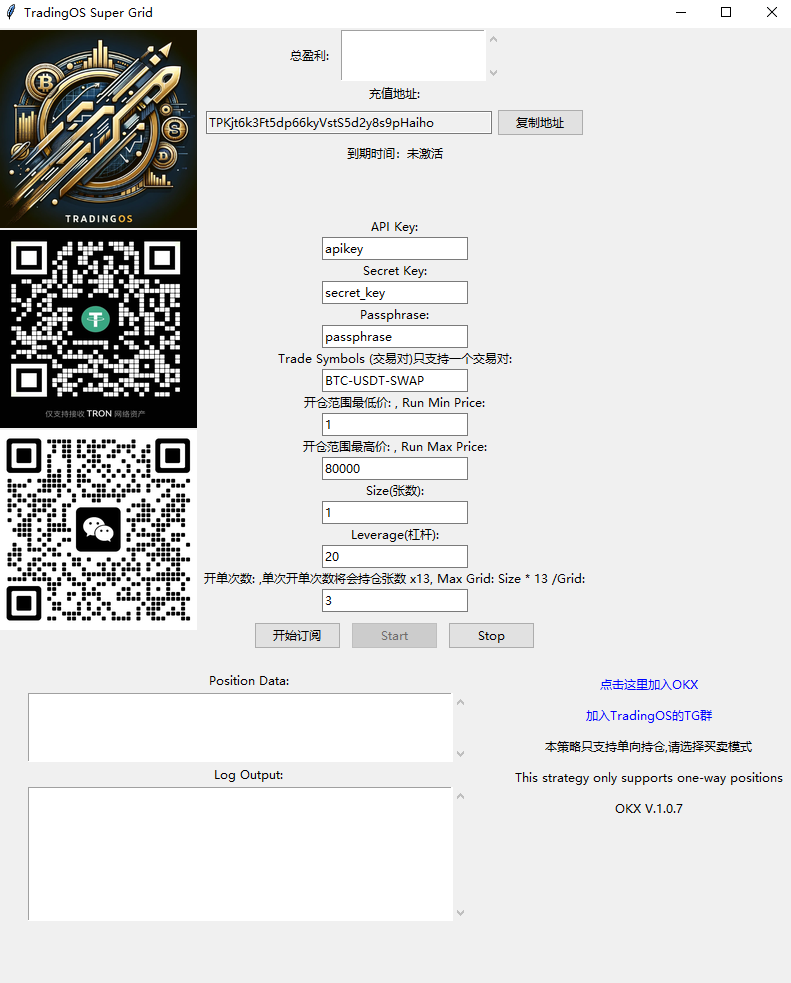 TradingOS Super Grid
总盈利:
充值地址:
TPKjt6k3Ft5dp66kyVstS5d2y8s9pHaiho
复制地址
到期时间：未激活
TRADINGOS
API Key:
apikey
Secret Key:
secret_key
Passphrase:
passphrase
Trade Symbols (交易对)只支持一个交易对:
BTC-USDT-SWAP
开仓范围最低价: , Run Min Price:
1
仅支持接收 TRON 网络资产
开仓范围最高价: , Run Max Price:
80000
Size(张数):
1
Leverage(杠杆):
20
开单次数: ,单次开单次数将会持仓张数 x13, Max Grid: Size * 13 /Grid:
3
开始订阅
Start
Stop
Position Data:
点击这里加入OKX
加入TradingOS的TG群
本策略只支持单向持仓,请选择买卖模式
Log Output:
This strategy only supports one-way positions
OKX V.1.0.7